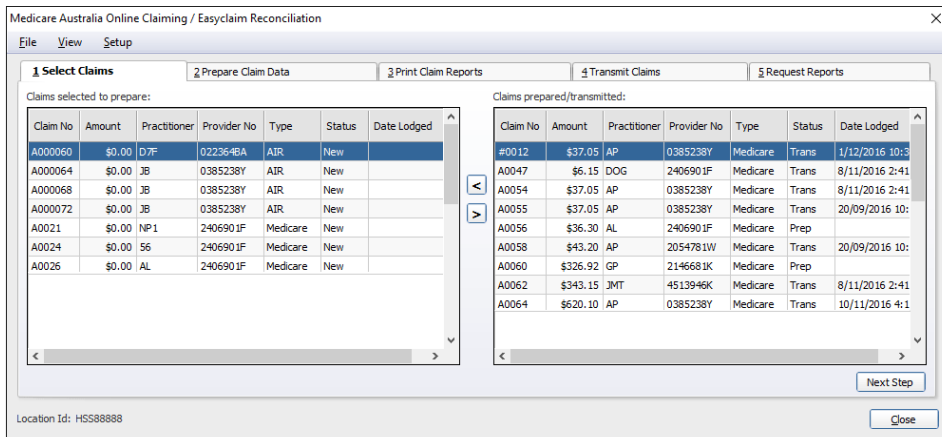 Medicare Australia Online Claiming / Easyclaim Reconciliation
File View Setup
1 Select Claims 2 Prepare Claim Data 3 Print Claim Reports 4 Transmit Claims 5 Request Reports
Claims selected to prepare:
Claim No Amount Practitioner Provider No Type Status Date Lodged
A000060 $0.00 D7F 022364BA AIR New
A000064 $0.00 JB 0385238Y AIR New
A000068 $0.00 JB 0385238Y AIR New
A000072 $0.00 JB 0385238Y AIR New
A0021 $0.00 NP1 2406901F Medicare New
A0024 $0.00 56 2406901F Medicare New
A0026 $0.00 AL 2406901F Medicare New
<
>
Claims prepared/transmitted:
Claim No Amount Practitioner Provider No Type Status Date Lodged
#0012 $37.05 AP 0385238Y Medicare Trans 1/12/2016 10:3
A0047 $6.15 DOG 2406901F Medicare Trans 8/11/2016 2:41
A0054 $37.05 AP 0385238Y Medicare Trans 8/11/2016 2:41
A0055 $37.05 AP 0385238Y Medicare Trans 20/09/2016 10:
A0056 $36.30 AL 2406901F Medicare Prep
A0058 $43.20 AP 2054781W Medicare Trans 20/09/2016 10:
A0060 $326.92 GP 2146681K Medicare Prep
A0062 $343.15 JMT 4513946K Medicare Trans 8/11/2016 2:41
A0064 $620.10 AP 0385238Y Medicare Trans 10/11/2016 4:1
Next Step
Location Id: HSS88888
Close